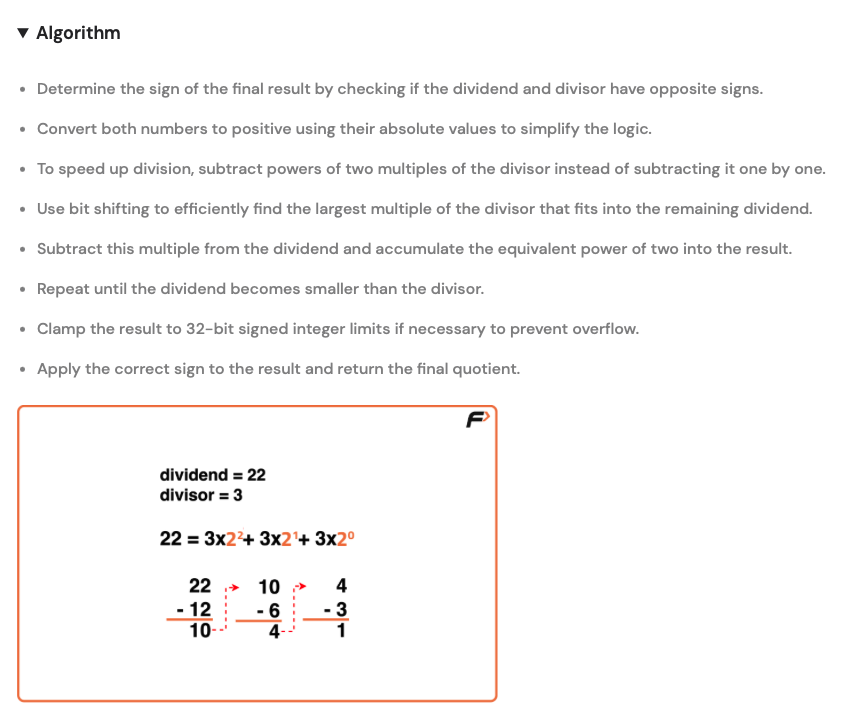 ▼ Algorithm
• Determine the sign of the final result by checking if the dividend and divisor have opposite signs.
• Convert both numbers to positive using their absolute values to simplify the logic.
• To speed up division, subtract powers of two multiples of the divisor instead of subtracting it one by one.
• Use bit shifting to efficiently find the largest multiple of the divisor that fits into the remaining dividend.
• Subtract this multiple from the dividend and accumulate the equivalent power of two into the result.
• Repeat until the dividend becomes smaller than the divisor.
• Clamp the result to 32-bit signed integer limits if necessary to prevent overflow.
• Apply the correct sign to the result and return the final quotient.
F
dividend = 22
divisor = 3
22 = 3x2²+ 3x2¹+ 3x2⁰
22 10 4
- 12 - 6 - 3
10 4 1